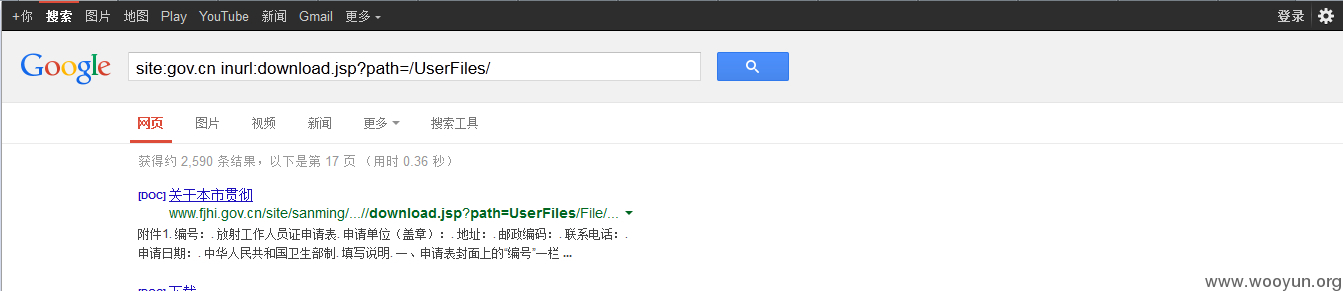 +你 搜索 图片 地图 Play YouTube 新闻 Gmail 更多 登录
Google site:gov.cn inurl:download.jsp?path=/UserFiles/
网页 图片 视频 新闻 更多 搜索工具
获得约 2,590 条结果，以下是第 17 页 （用时 0.36 秒）
[DOC] 关于本市贯彻
www.fjhi.gov.cn/site/sanming/...//download.jsp?path=UserFiles/File/...
附件1. 编号：. 放射工作人员证申请表. 申请单位（盖章）：. 地址：. 邮政编码：. 联系电话：.
申请日期：. 中华人民共和国卫生部制. 填写说明. 一、申请表封面上的“编号”一栏 ...
[DOC] 下载
www.wooyun.org